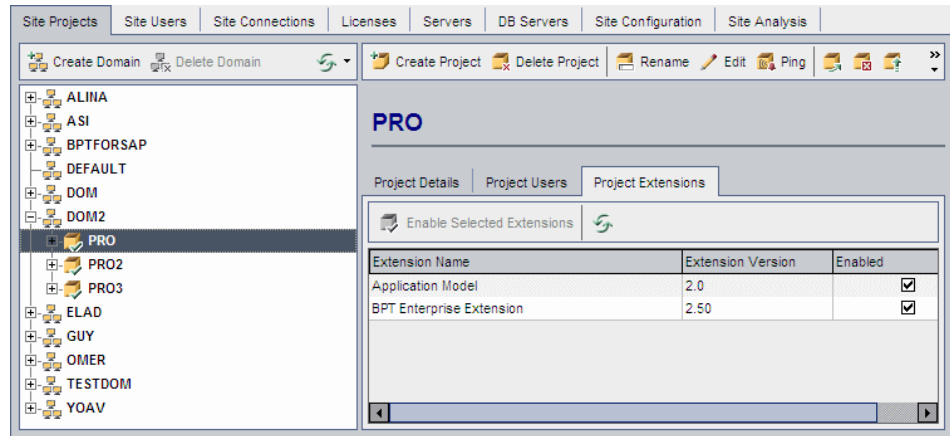 Site Projects Site Users Site Connections Licenses Servers DB Servers Site Configuration Site Analysis
Create Domain Delete Domain
Create Project Delete Project Rename Edit Ping
ALINA
ASI
BPTFORSAP
DEFAULT
DOM
DOM2
PRO
PRO2
PRO3
ELAD
GUY
OMER
TESTDOM
YOAV
PRO
Project Details Project Users Project Extensions
Enable Selected Extensions
Extension Name Extension Version Enabled
Application Model 2.0
BPT Enterprise Extension 2.50